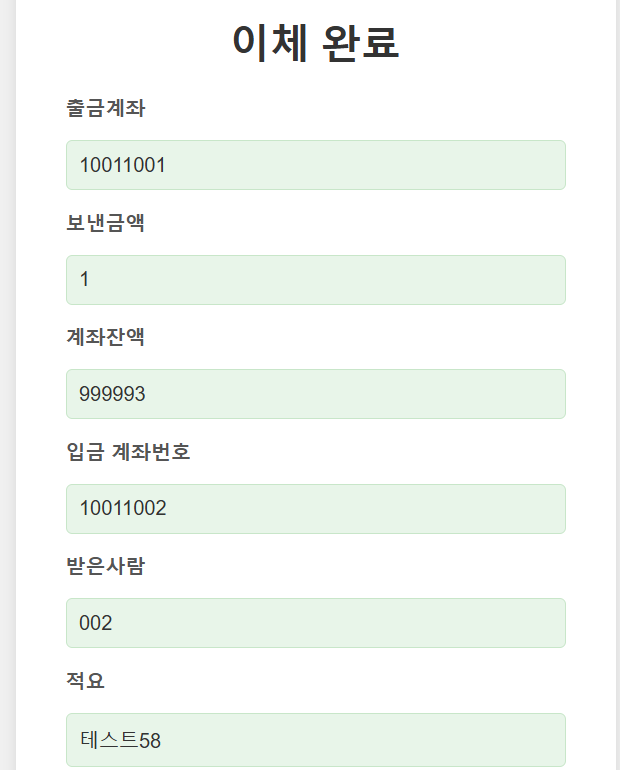 이체 완료
출금계좌
10011001
보낸금액
1
계좌잔액
999993
입금 계좌번호
10011002
받은사람
002
적요
테스트58